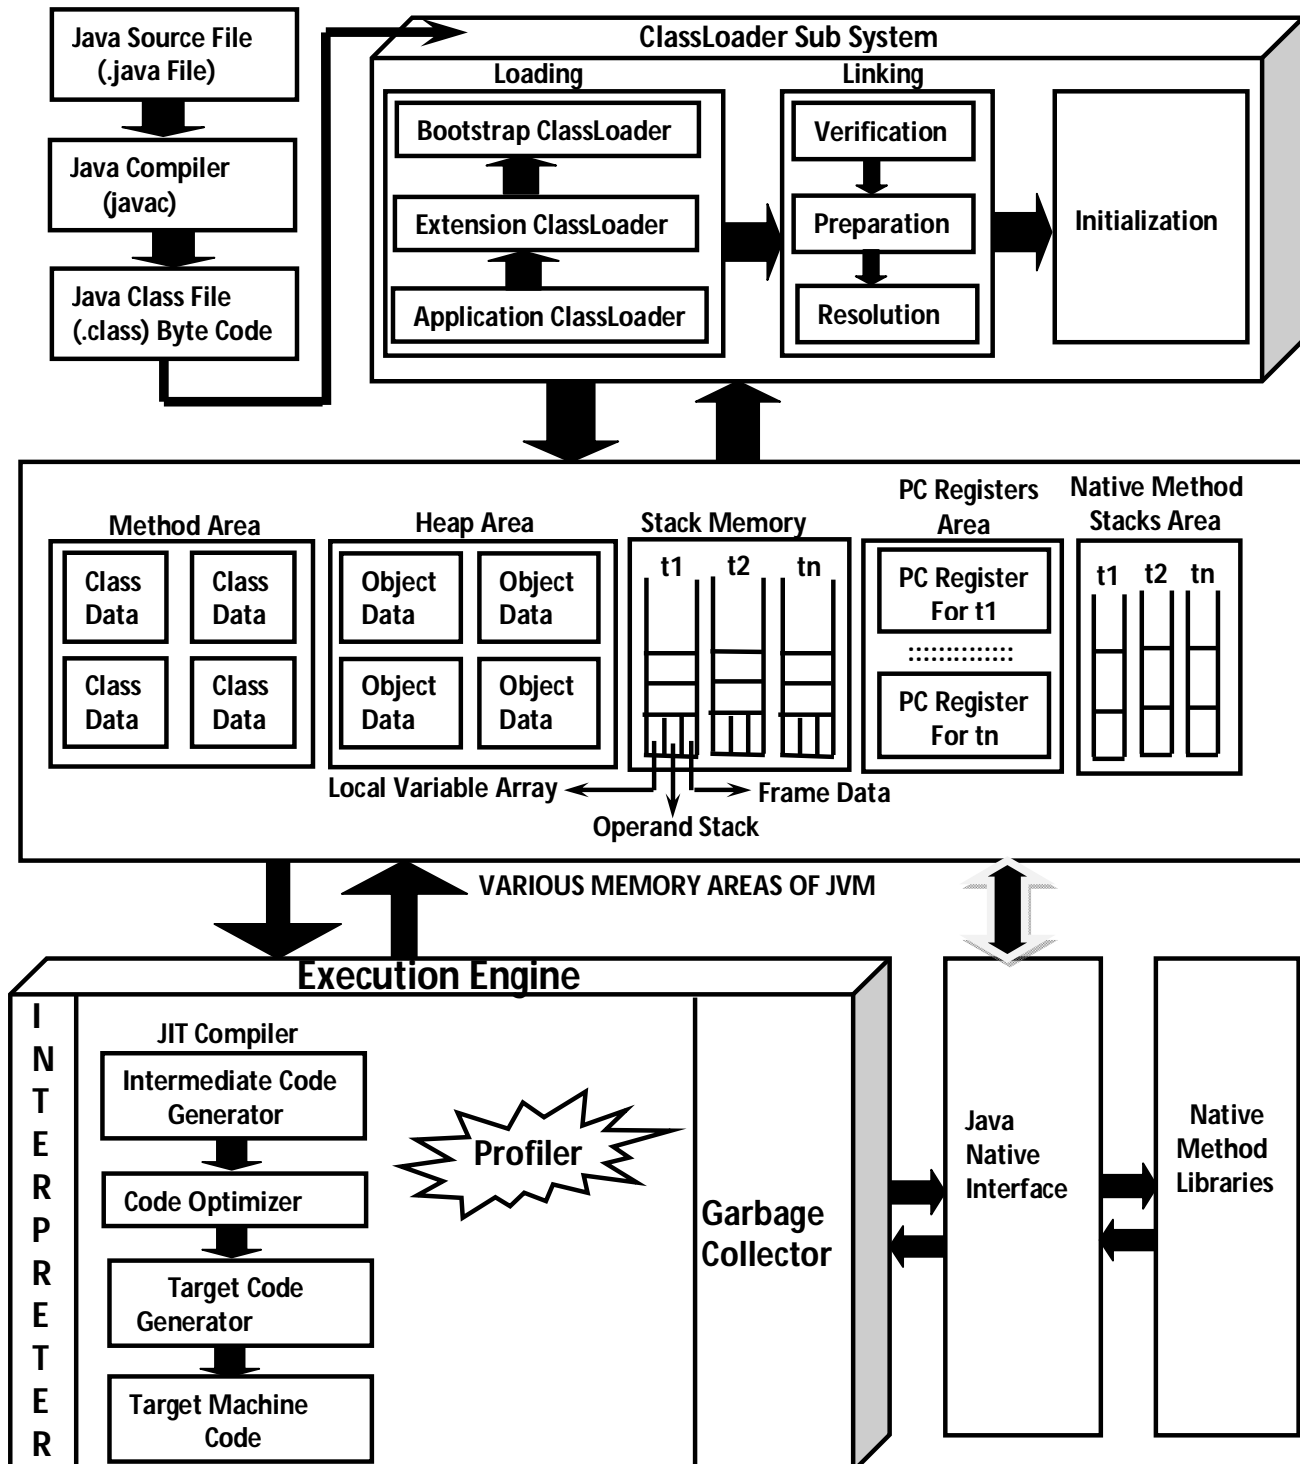 Java Source File
(.java File)
Java Compiler
(javac)
Java Class File
(.class) Byte Code
ClassLoader Sub System
Loading
Bootstrap ClassLoader
Extension ClassLoader
Application ClassLoader
Linking
Verification
Preparation
Resolution
Initialization
Method Area
Class
Data
Class
Data
Class
Data
Class
Data
Heap Area
Object
Data
Object
Data
Object
Data
Object
Data
Stack Memory
t1
t2
tn
PC Registers
Area
PC Register
For t1
PC Register
For tn
Native Method
Stacks Area
t1
t2
tn
Local Variable Array
Frame Data
Operand Stack
VARIOUS MEMORY AREAS OF JVM
Execution Engine
INTERPRETER
JIT Compiler
Intermediate Code
Generator
Code Optimizer
Target Code
Generator
Target Machine
Code
Profiler
Garbage
Collector
Java
Native
Interface
Native
Method
Libraries